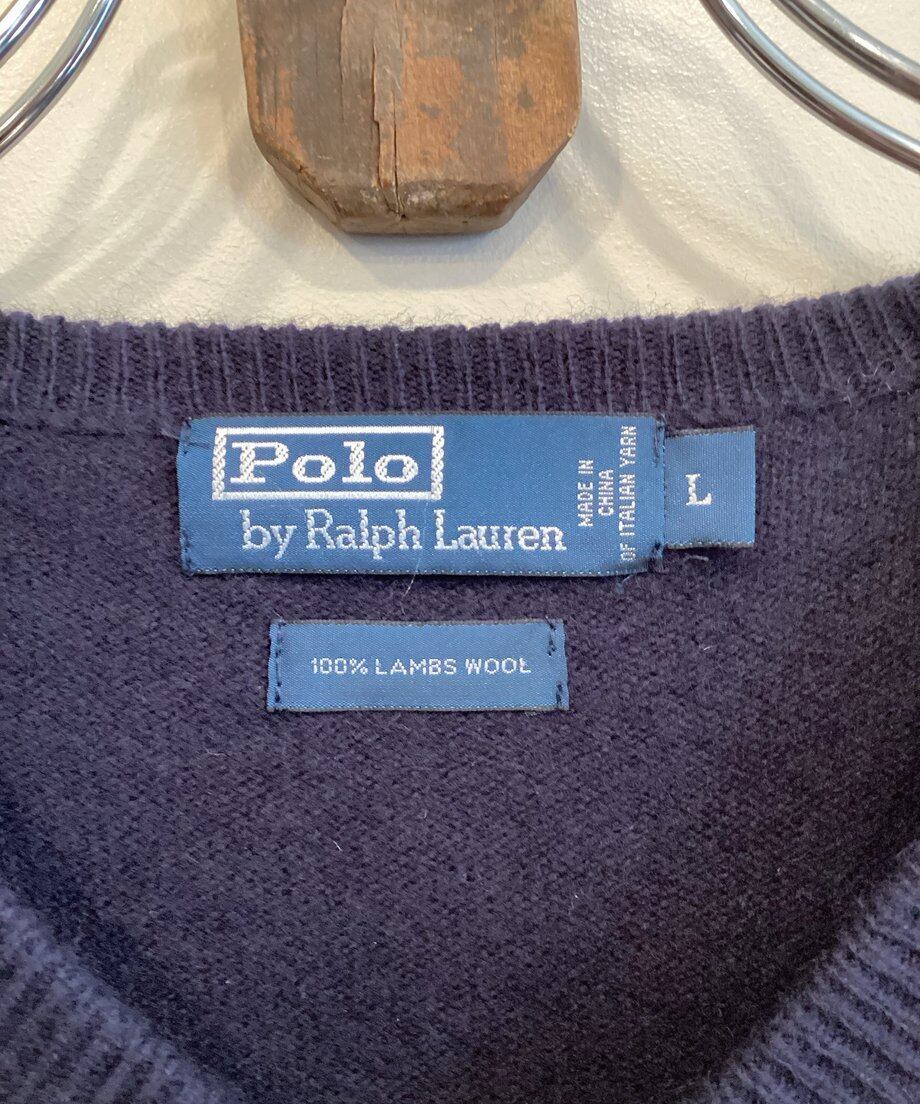 Polo
by Ralph Lauren
MADE IN
CHINA
OF ITALIAN YARN
L
100% LAMBS WOOL